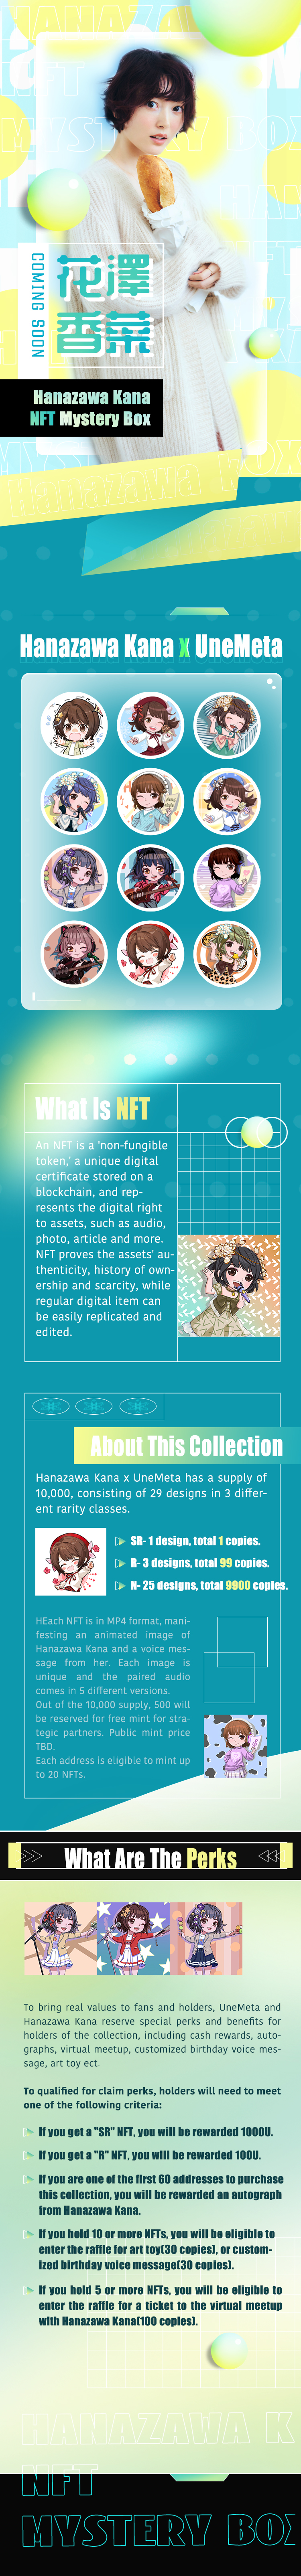 HANAZAWA
NFT
MYSTERY BOX
COMING SOON
花澤
香菜
Hanazawa Kana
NFT Mystery Box
Hanazawa Kana x UneMeta
What Is NFT
An NFT is a 'non-fungible
token,' a unique digital
certificate stored on a
blockchain, and rep-
resents the digital right
to assets, such as audio,
photo, article and more.
NFT proves the assets' au-
thenticity, history of own-
ership and scarcity, while
regular digital item can
be easily replicated and
edited.
About This Collection
Hanazawa Kana x UneMeta has a supply of
10,000, consisting of 29 designs in 3 differ-
ent rarity classes.
SR- 1 design, total 1 copies.
R- 3 designs, total 99 copies.
N- 25 designs, total 9900 copies.
HEach NFT is in MP4 format, mani-
festing an animated image of
Hanazawa Kana and a voice mes-
sage from her. Each image is
unique and the paired audio
comes in 5 different versions.
Out of the 10,000 supply, 500 will
be reserved for free mint for stra-
tegic partners. Public mint price
TBD.
Each address is eligible to mint up
to 20 NFTs.
What Are The Perks
To bring real values to fans and holders, UneMeta and
Hanazawa Kana reserve special perks and benefits for
holders of the collection, including cash rewards, auto-
graphs, virtual meetup, customized birthday voice mes-
sage, art toy ect.
To qualified for claim perks, holders will need to meet
one of the following criteria:
If you get a "SR" NFT, you will be rewarded 1000U.
If you get a "R" NFT, you will be rewarded 100U.
If you are one of the first 60 addresses to purchase
this collection, you will be rewarded an autograph
from Hanazawa Kana.
If you hold 10 or more NFTs, you will be eligible to
enter the raffle for art toy(30 copies), or custom-
ized birthday voice message(30 copies).
If you hold 5 or more NFTs, you will be eligible to
enter the raffle for a ticket to the virtual meetup
with Hanazawa Kana(100 copies).
HANAZAWA K
NFT
MYSTERY BOX